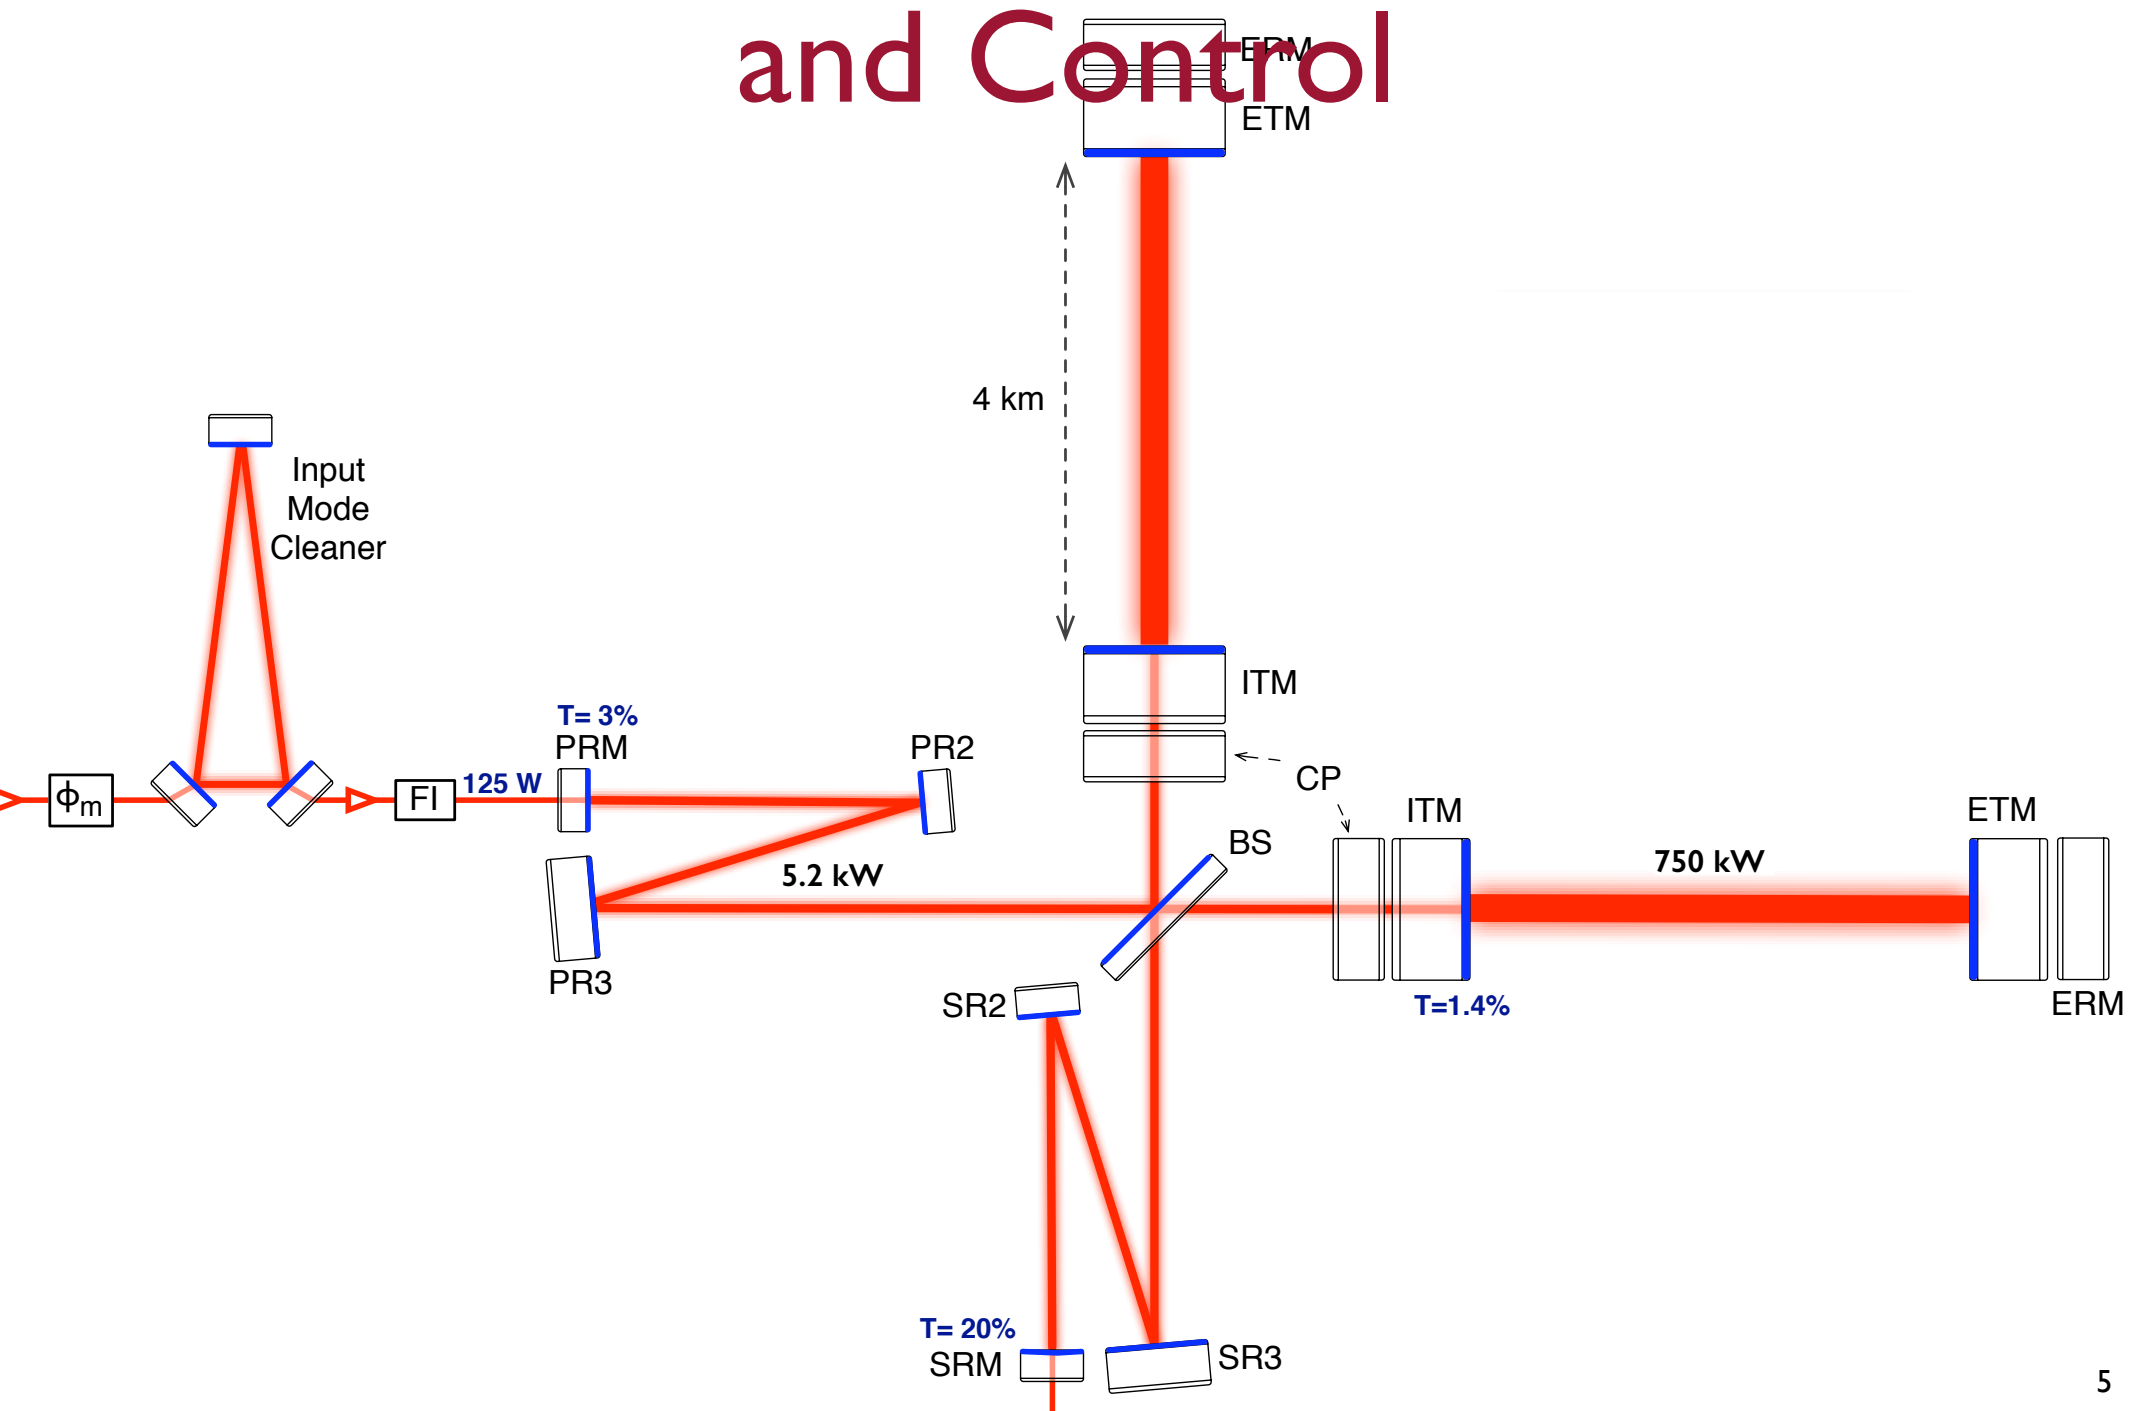 and Control
ERM
ETM
4 km
Input
Mode
Cleaner
ITM
T= 3%
PRM
PR2
CP
ϕm
FI
125 W
ITM
ETM
BS
750 kW
5.2 kW
PR3
SR2
T=1.4%
ERM
T= 20%
SRM
SR3
5